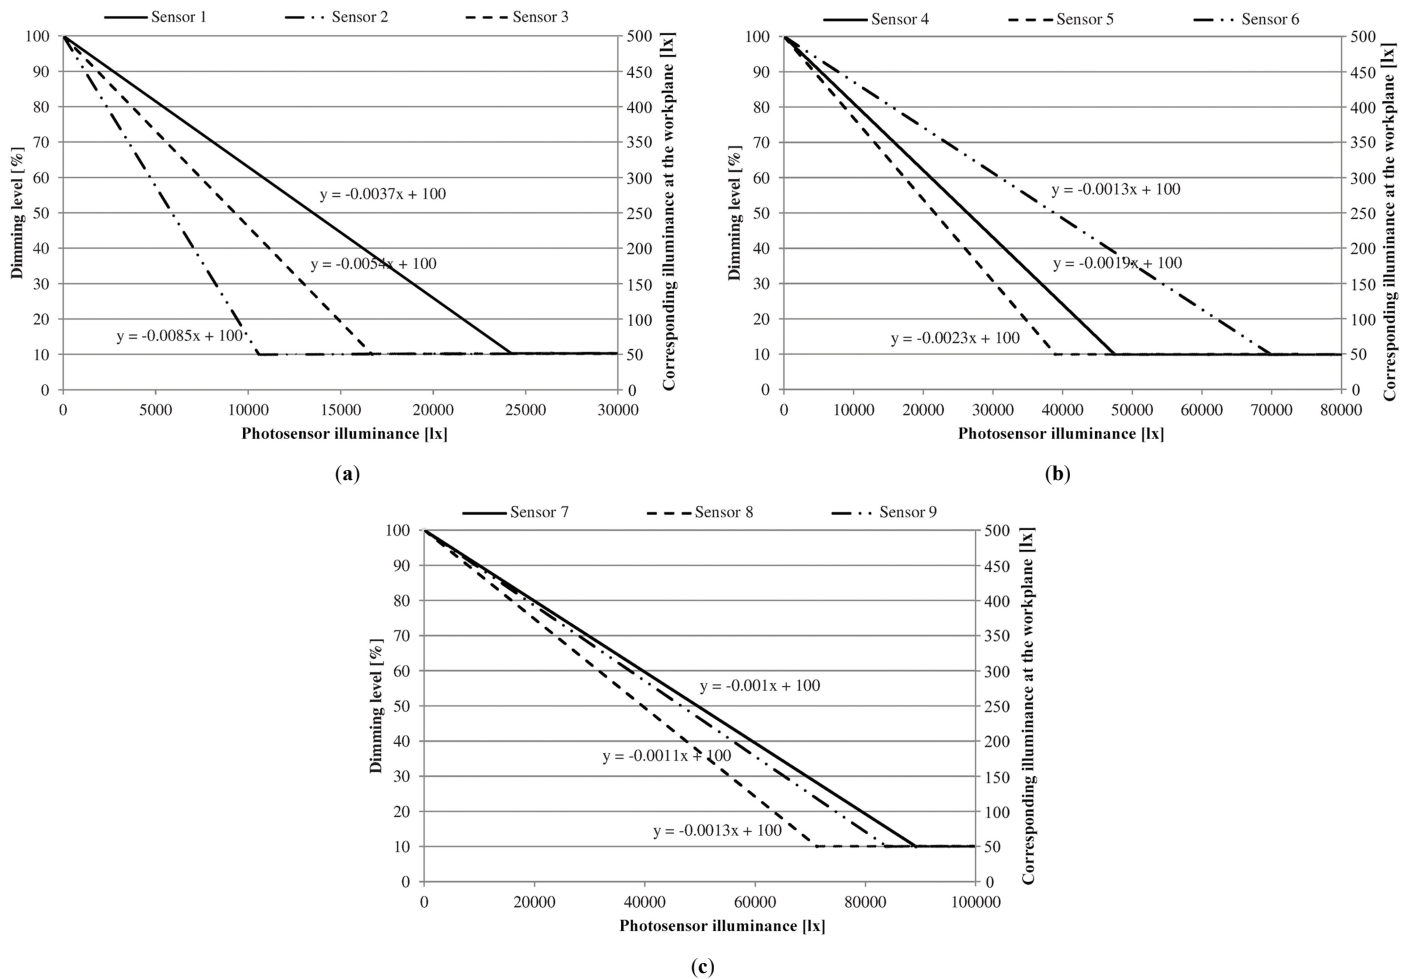 Sensor 1 Sensor 2 Sensor 3
100 500
90 450
80 400
70 350
60 300
50 250
40 200
30 150
20 100
10 50
0 0
Dimming level [%]
Corresponding illuminance at the workplane [lx]
y = -0.0037x + 100
y = -0.0054x + 100
y = -0.0085x + 100
0 5000 10000 15000 20000 25000 30000
Photosensor illuminance [lx]
(a)
Sensor 4 Sensor 5 Sensor 6
100 500
90 450
80 400
70 350
60 300
50 250
40 200
30 150
20 100
10 50
0 0
Dimming level [%]
Corresponding illuminance at the workplane [lx]
y = -0.0013x + 100
y = -0.0019x + 100
y = -0.0023x + 100
0 10000 20000 30000 40000 50000 60000 70000 80000
Photosensor illuminance [lx]
(b)
Sensor 7 Sensor 8 Sensor 9
100 500
90 450
80 400
70 350
60 300
50 250
40 200
30 150
20 100
10 50
0 0
Dimming level [%]
Corresponding illuminance at the workplane [lx]
y = -0.001x + 100
y = -0.0011x + 100
y = -0.0013x + 100
0 20000 40000 60000 80000 100000
Photosensor illuminance [lx]
(c)